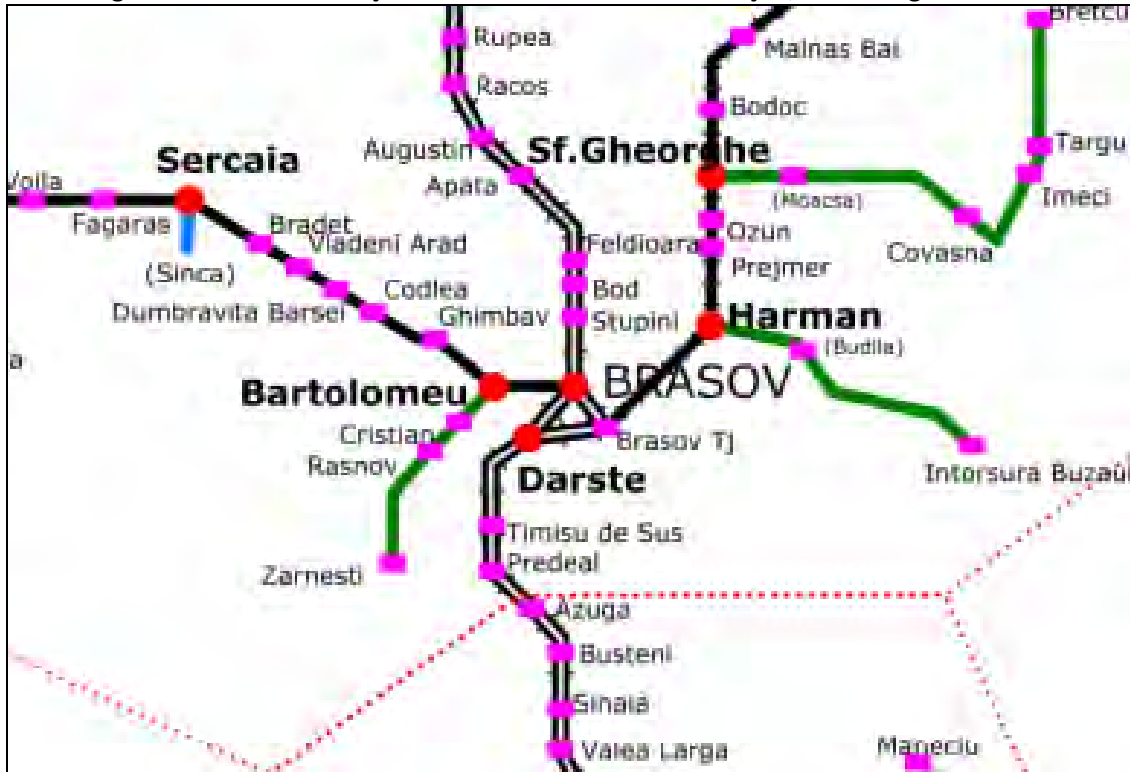 Bretcu
Rupea
Malnas Bai
Racos
Bodoc
Augustin
Sf.Gheorghe
Targu
Sercaia
Apata
Voila
(Moacsa)
Imeci
Fagaras
Bradet
Ozun
Vladeni Arad
Feldioara
Covasna
(Sinca)
Prejmer
Codlea
Bod
Dumbravita Barsei
Ghimbav
Stupini
Harman
(Budila)
a
Bartolomeu
BRASOV
Cristian
Brasov Tj
Rasnov
Darste
Intorsura Buzaŭ
Timisu de Sus
Predeal
Zarnesti
Azuga
Busteni
Sinaia
Valea Larga
Maneciu